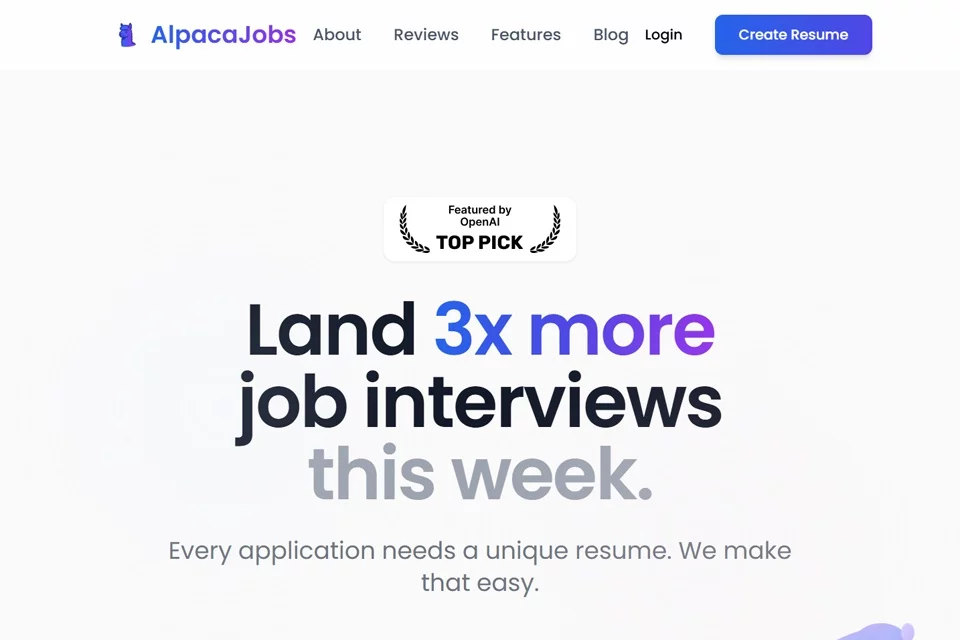 AlpacaJobs
About
Reviews
Features
Blog
Login
Create Resume
Featured by
OpenAI
TOP PICK
Land 3x more
job interviews
this week.
Every application needs a unique resume. We make
that easy.